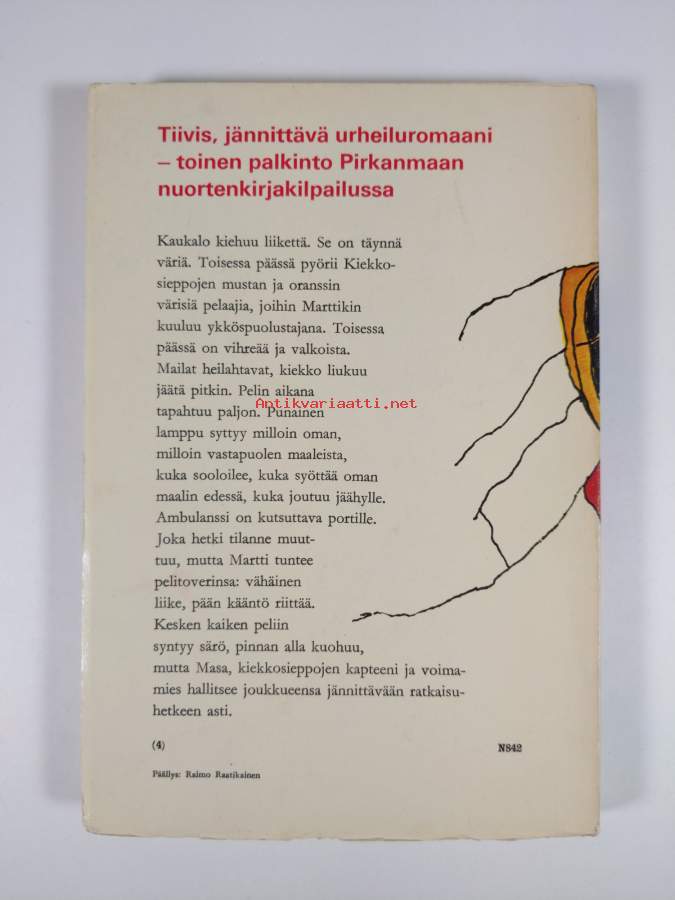 Tiivis, jännittävä urheiluromaani
– toinen palkinto Pirkanmaan
nuortenkirjakilpailussa
Kaukalo kiehuu liikettä. Se on täynnä
väriä. Toisessa päässä pyörii Kiekko-
sieppojen mustan ja oranssin
värisiä pelaajia, joihin Marttikin
kuuluu ykköspuolustajana. Toisessa
päässä on vihreää ja valkoista.
Mailat heilahtavat, kiekko liukuu
jäätä pitkin. Pelin aikana
Antikvariaatti.net
tapahtuu paljon. Punainen
lamppu syttyy milloin oman,
milloin vastapuolen maaleista,
kuka sooloilee, kuka syöttää oman
maalin edessä, kuka joutuu jäähylle.
Ambulanssi on kutsuttava portille.
Joka hetki tilanne muut-
tuu, mutta Martti tuntee
pelitoverinsa: vähäinen
liike, pään kääntö riittää.
Kesken kaiken peliin
syntyy särö, pinnan alla kuohuu,
mutta Masa, kiekkosieppojen kapteeni ja voima-
mies hallitsee joukkueensa jännittävään ratkaisu-
hetkeen asti.
(4) N842
Päällys: Raimo Raatikainen